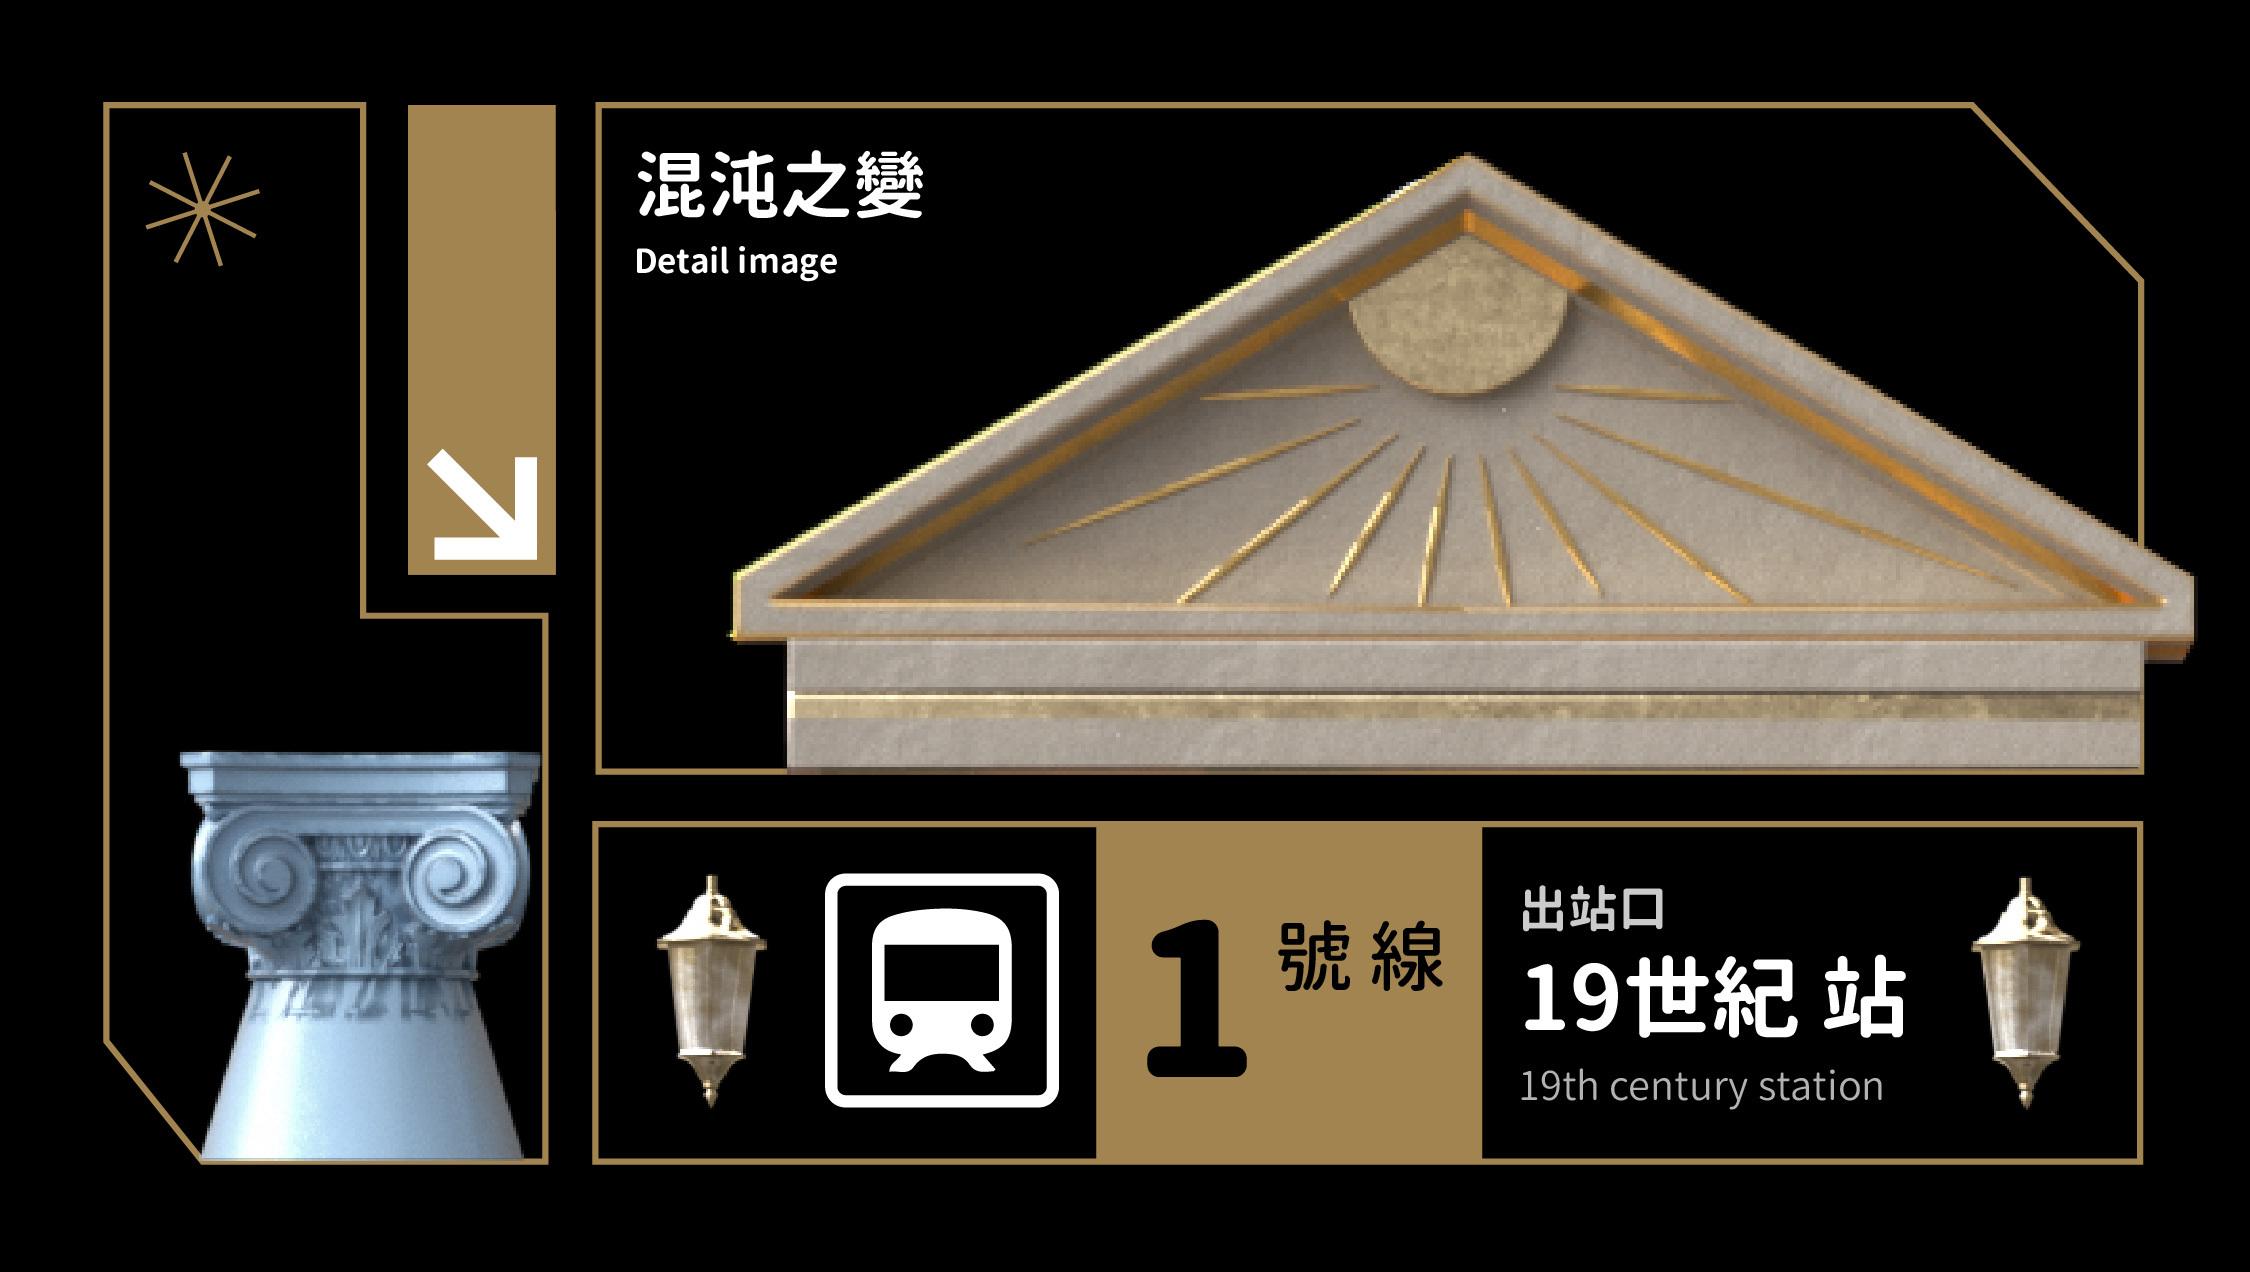 混沌之變
Detail image
1 號 線
出站口
19世紀 站
19th century station